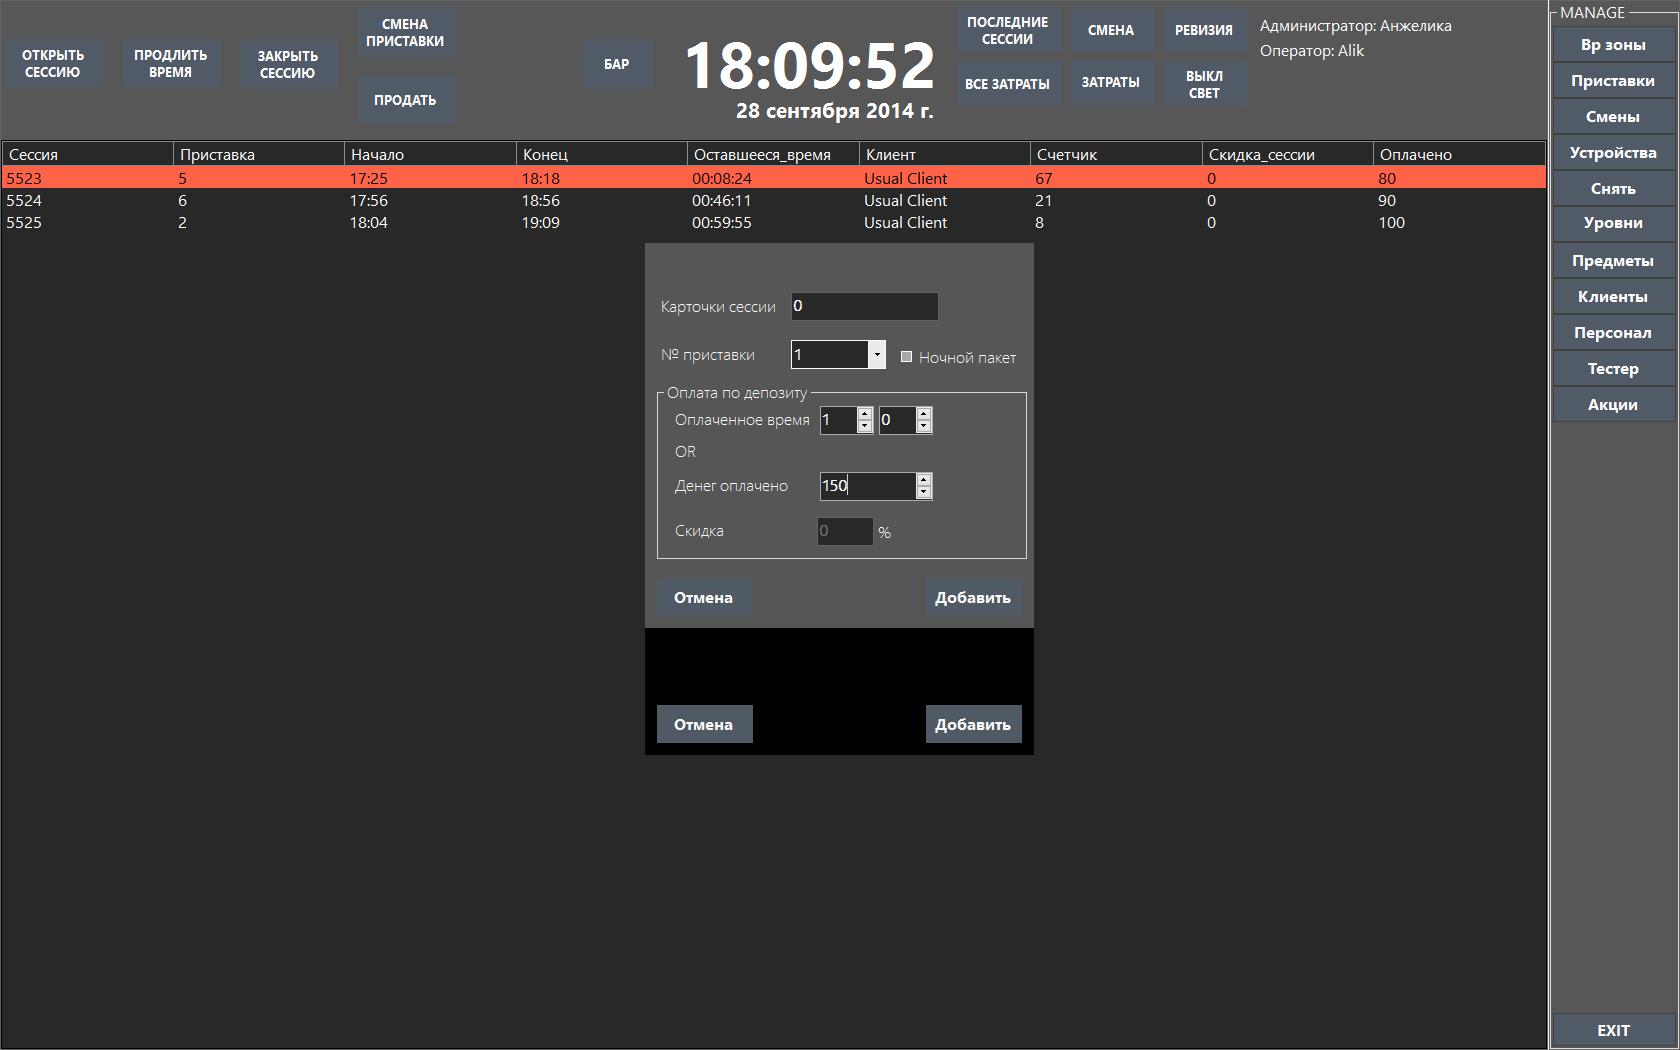 ОТКРЫТЬ
СЕССИЮ
ПРОДЛИТЬ
ВРЕМЯ
ЗАКРЫТЬ
СЕССИЮ
СМЕНА
ПРИСТАВКИ
ПРОДАТЬ
БАР
18:09:52
28 сентября 2014 г.
ПОСЛЕДНИЕ
СЕССИИ
СМЕНА
РЕВИЗИЯ
ВСЕ ЗАТРАТЫ
ЗАТРАТЫ
ВЫКЛ
СВЕТ
Администратор: Анжелика
Оператор: Alik
Сессия Приставка Начало Конец Оставшееся_время Клиент Счетчик Скидка_сессии Оплачено
5523 5 17:25 18:18 00:08:24 Usual Client 67 0 80
5524 6 17:56 18:56 00:46:11 Usual Client 21 0 90
5525 2 18:04 19:09 00:59:55 Usual Client 8 0 100
Карточки сессии 0
№ приставки 1 Ночной пакет
Оплата по депозиту
Оплаченное время 1 0
OR
Денег оплачено 150
Скидка 0 %
Отмена Добавить
Отмена Добавить
MANAGE
Вр зоны
Приставки
Смены
Устройства
Снять
Уровни
Предметы
Клиенты
Персонал
Тестер
Акции
EXIT